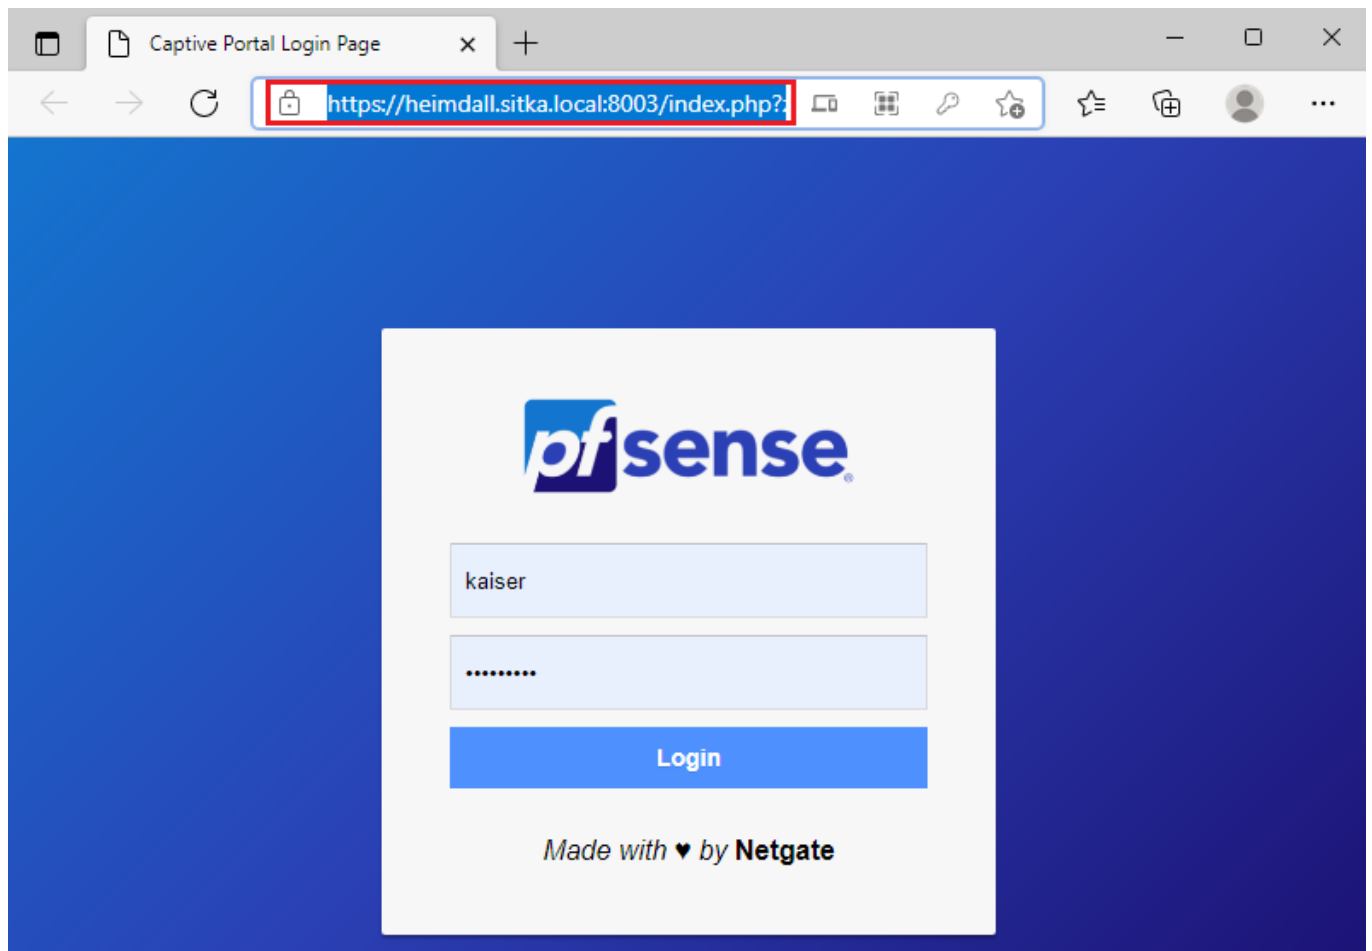 Captive Portal Login Page
https://heimdall.sitka.local:8003/index.php?
pfsense
kaiser
•••••••••
Login
Made with ♥ by Netgate